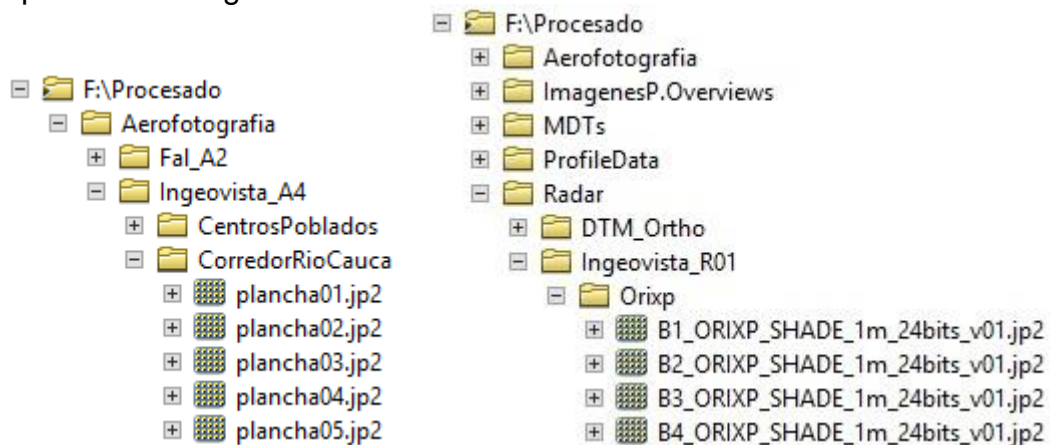 F:\Procesado
Aerofotografia
Fal_A2
Ingeovista_A4
CentrosPoblados
CorredorRioCauca
plancha01.jp2
plancha02.jp2
plancha03.jp2
plancha04.jp2
plancha05.jp2
F:\Procesado
Aerofotografia
ImagenesP.Overviews
MDTs
ProfileData
Radar
DTM_Ortho
Ingeovista_R01
Orixp
B1_ORIXP_SHADE_1m_24bits_v01.jp2
B2_ORIXP_SHADE_1m_24bits_v01.jp2
B3_ORIXP_SHADE_1m_24bits_v01.jp2
B4_ORIXP_SHADE_1m_24bits_v01.jp2